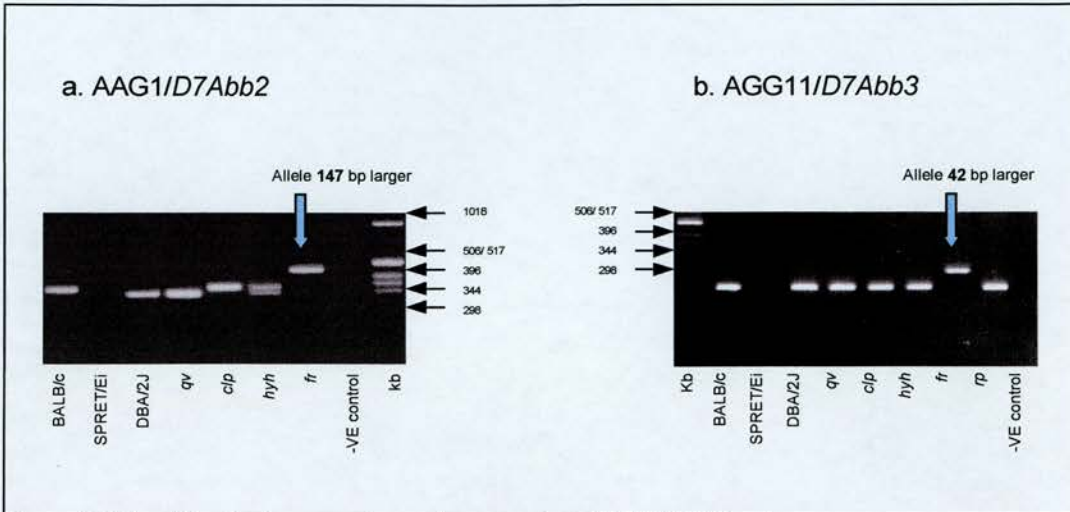 a. AAG1/D7Abb2
b. AGG11/D7Abb3
Allele 147 bp larger
Allele 42 bp larger
1018
506/ 517
396
344
298
506/ 517
396
344
298
BALB/c
SPRET/Ei
DBA/2J
qv
clp
hyh
fr
-VE control
kb
Kb
BALB/c
SPRET/Ei
DBA/2J
qv
clp
hyh
fr
rp
-VE control